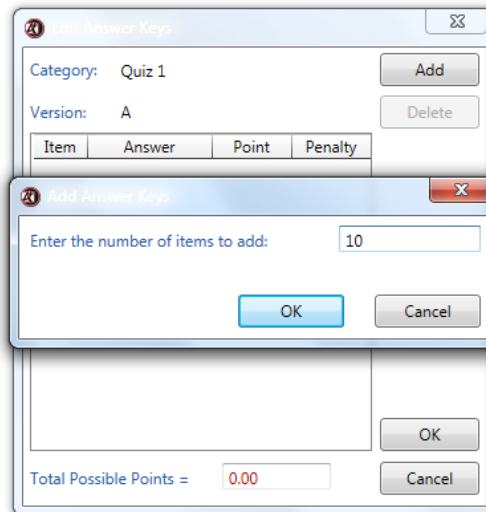 Edit Answer Keys
Category: Quiz 1 Add
Version: A Delete
Item Answer Point Penalty
Add Answer Keys
Enter the number of items to add: 10
OK Cancel
OK
Total Possible Points = 0.00 Cancel